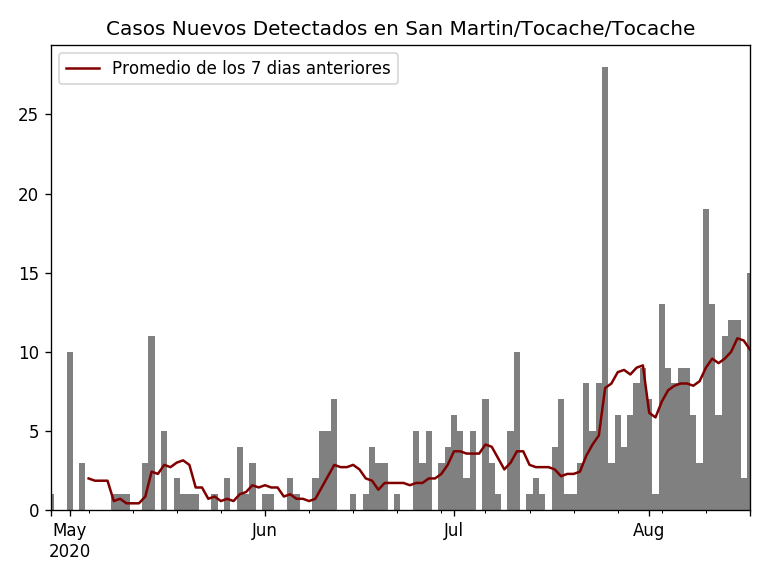 Casos Nuevos Detectados en San Martin/Tocache/Tocache
Promedio de los 7 dias anteriores
25
20
15
10
5
0
May
2020
Jun
Jul
Aug